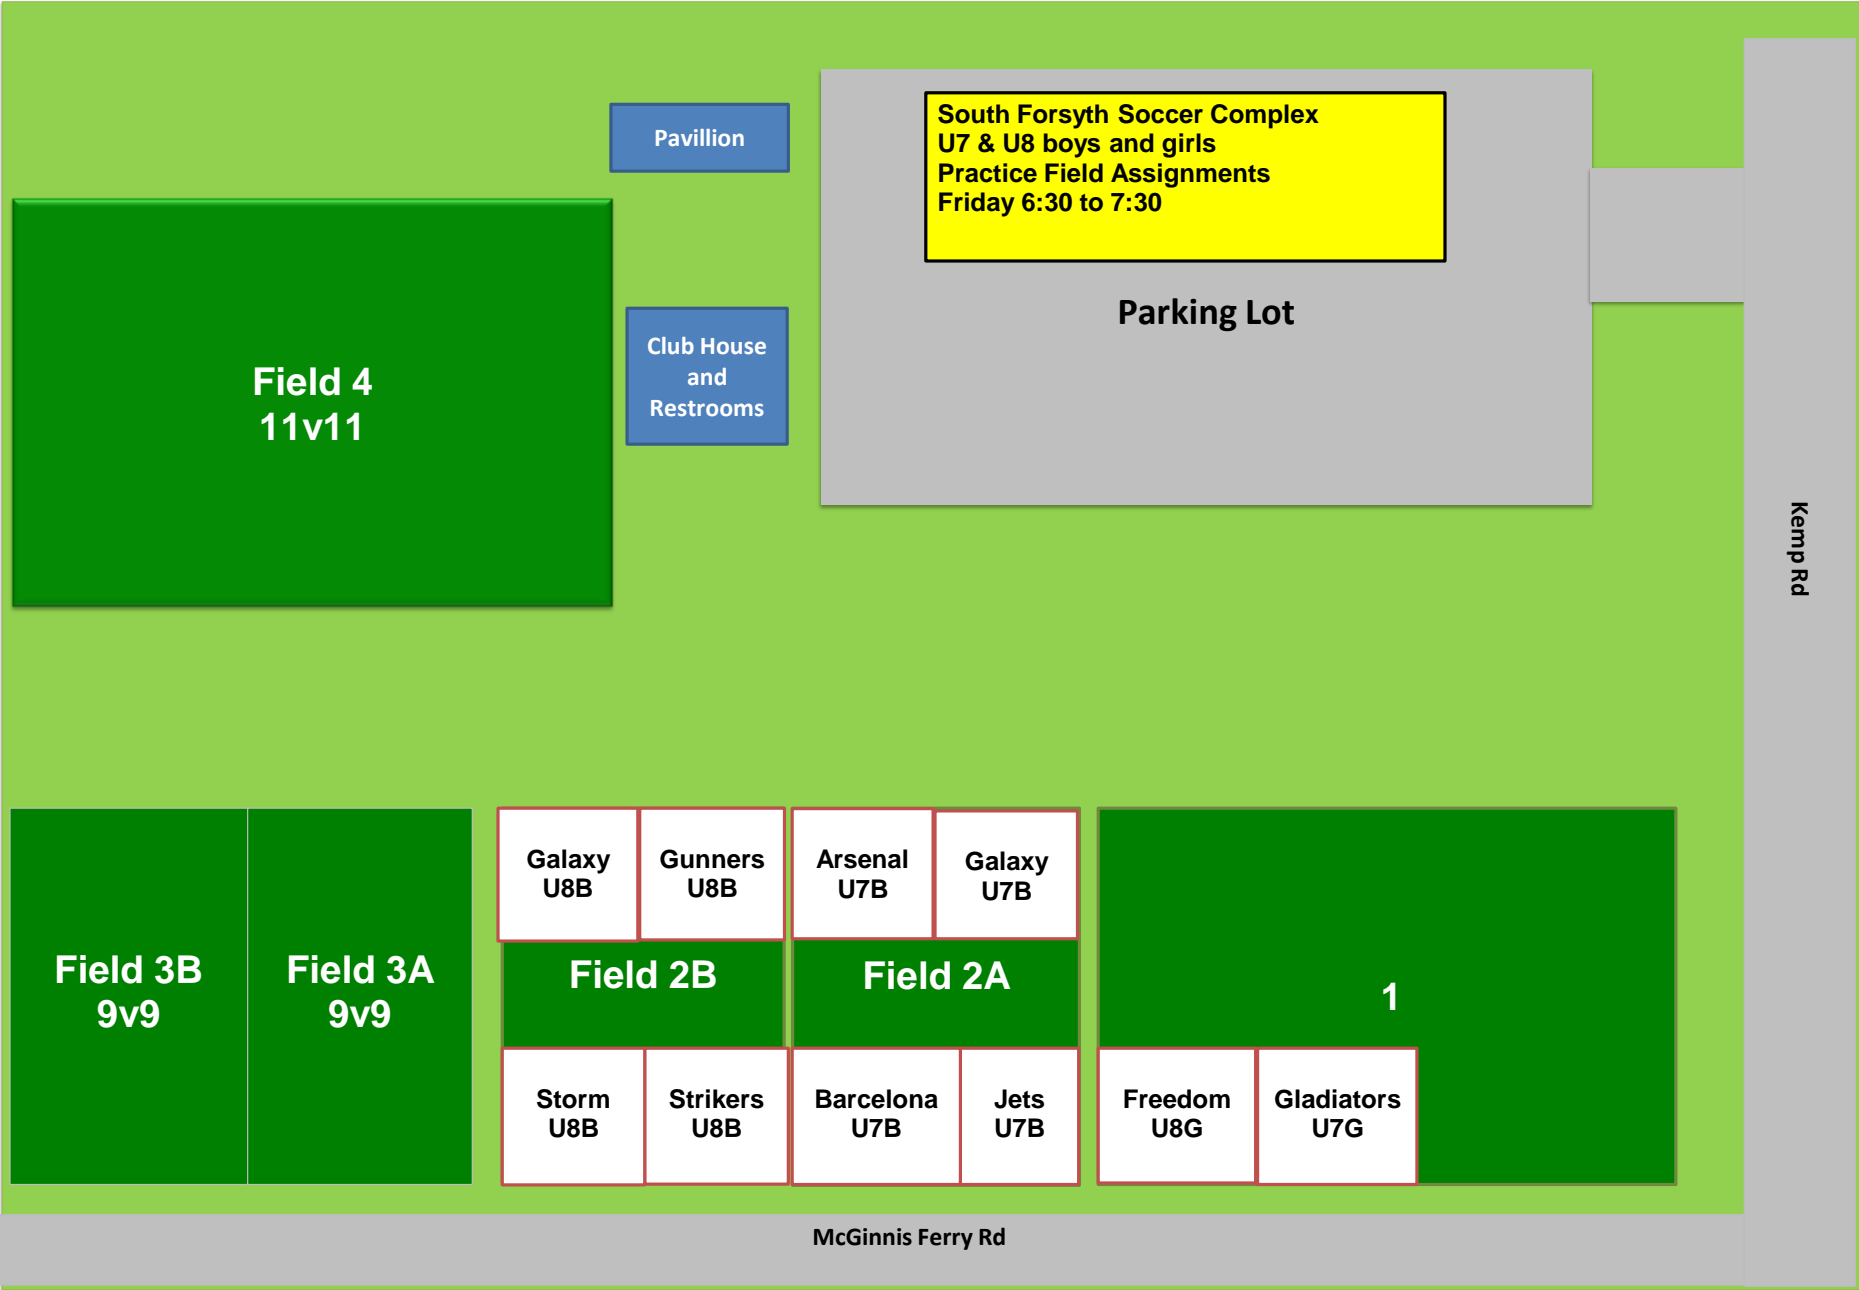 South Forsyth Soccer Complex
U7 & U8 boys and girls
Practice Field Assignments
Friday 6:30 to 7:30
Pavillion
Parking Lot
Club House
and
Restrooms
Field 4
11v11
Kemp Rd
Galaxy
U8B
Gunners
U8B
Arsenal
U7B
Galaxy
U7B
Field 3B
9v9
Field 3A
9v9
Field 2B
Field 2A
1
Storm
U8B
Strikers
U8B
Barcelona
U7B
Jets
U7B
Freedom
U8G
Gladiators
U7G
McGinnis Ferry Rd